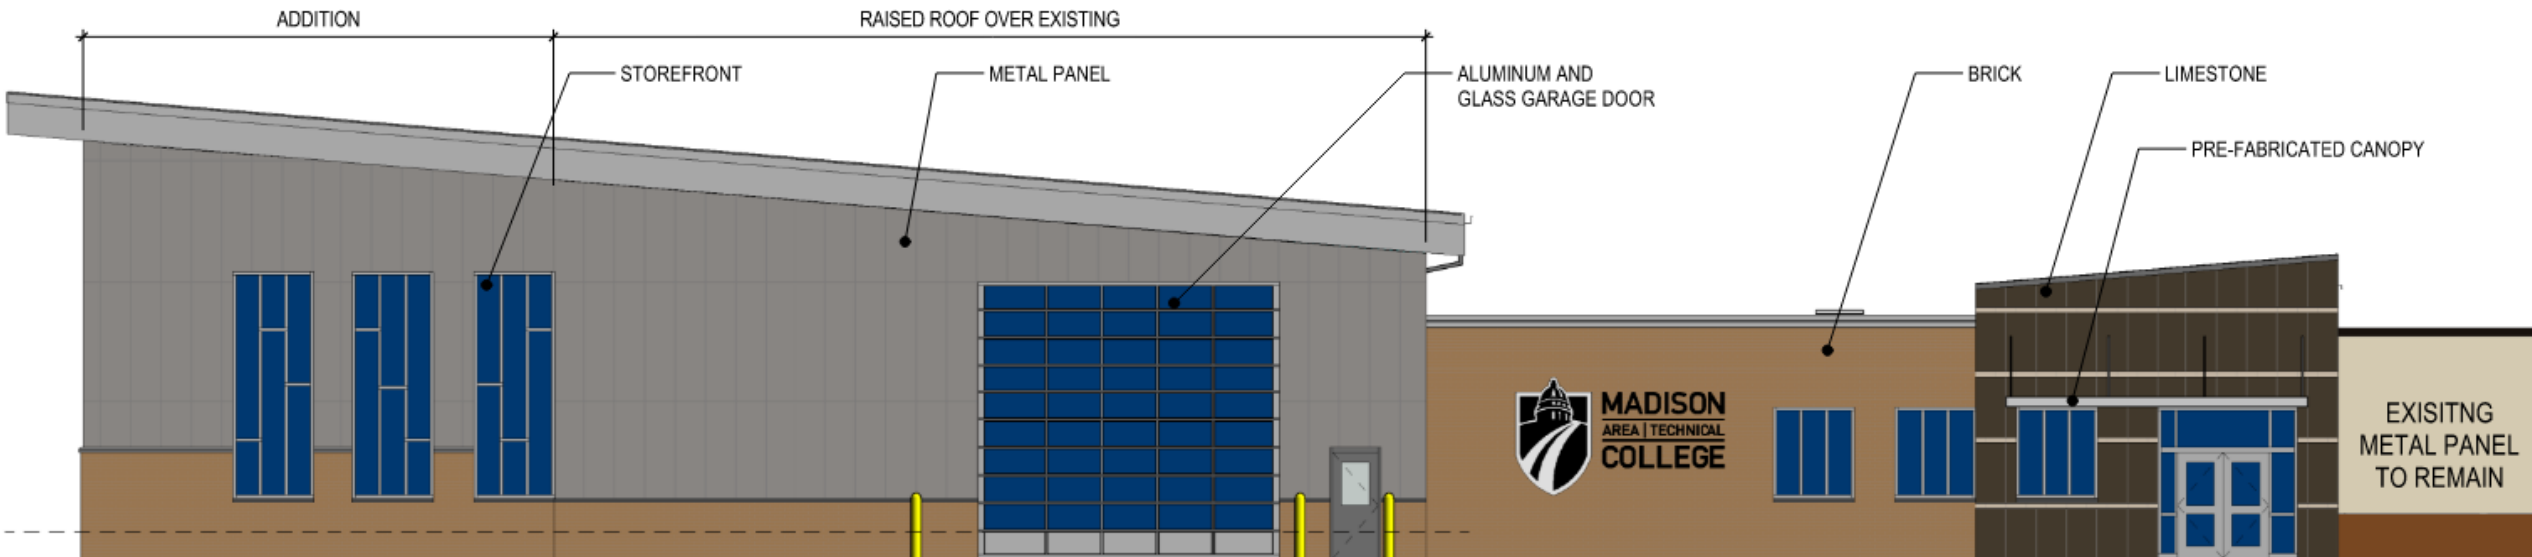 ADDITION
RAISED ROOF OVER EXISTING
STOREFRONT
METAL PANEL
ALUMINUM AND
GLASS GARAGE DOOR
BRICK
LIMESTONE
PRE-FABRICATED CANOPY
MADISON
AREA | TECHNICAL
COLLEGE
EXISITNG
METAL PANEL
TO REMAIN